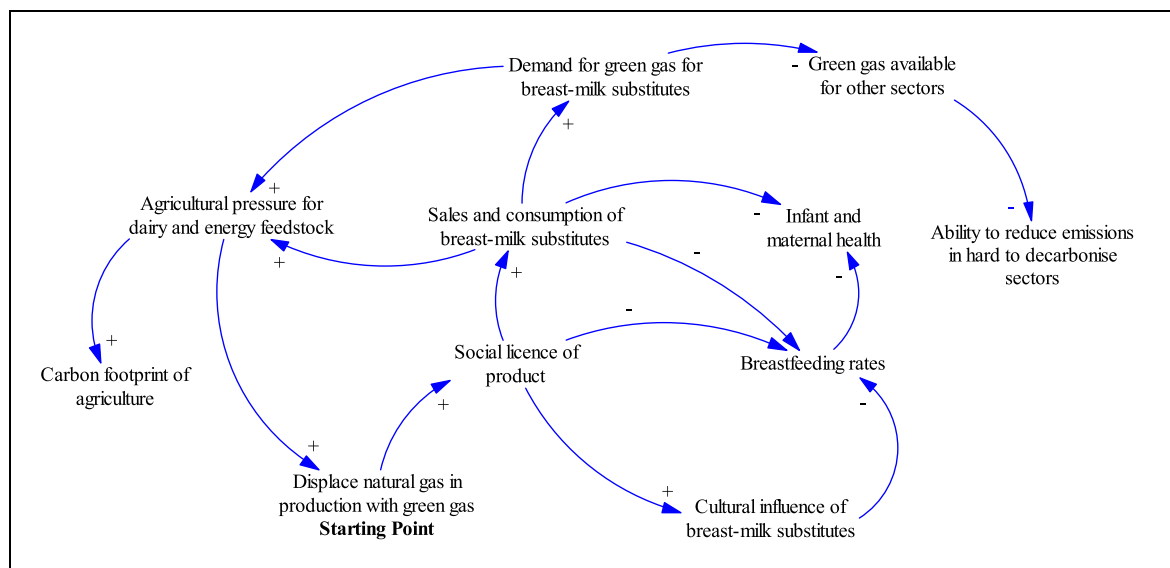 Demand for green gas for
breast-milk substitutes
- Green gas available
for other sectors
+
+
Agricultural pressure for
dairy and energy feedstock
+
Sales and consumption of
breast-milk substitutes
-
Infant and
maternal health
-
Ability to reduce emissions
in hard to decarbonise
sectors
-
+
-
-
+
Carbon footprint of
agriculture
Social licence of
product
Breastfeeding rates
+
-
+
Displace natural gas in
production with green gas
Starting Point
+
Cultural influence of
breast-milk substitutes